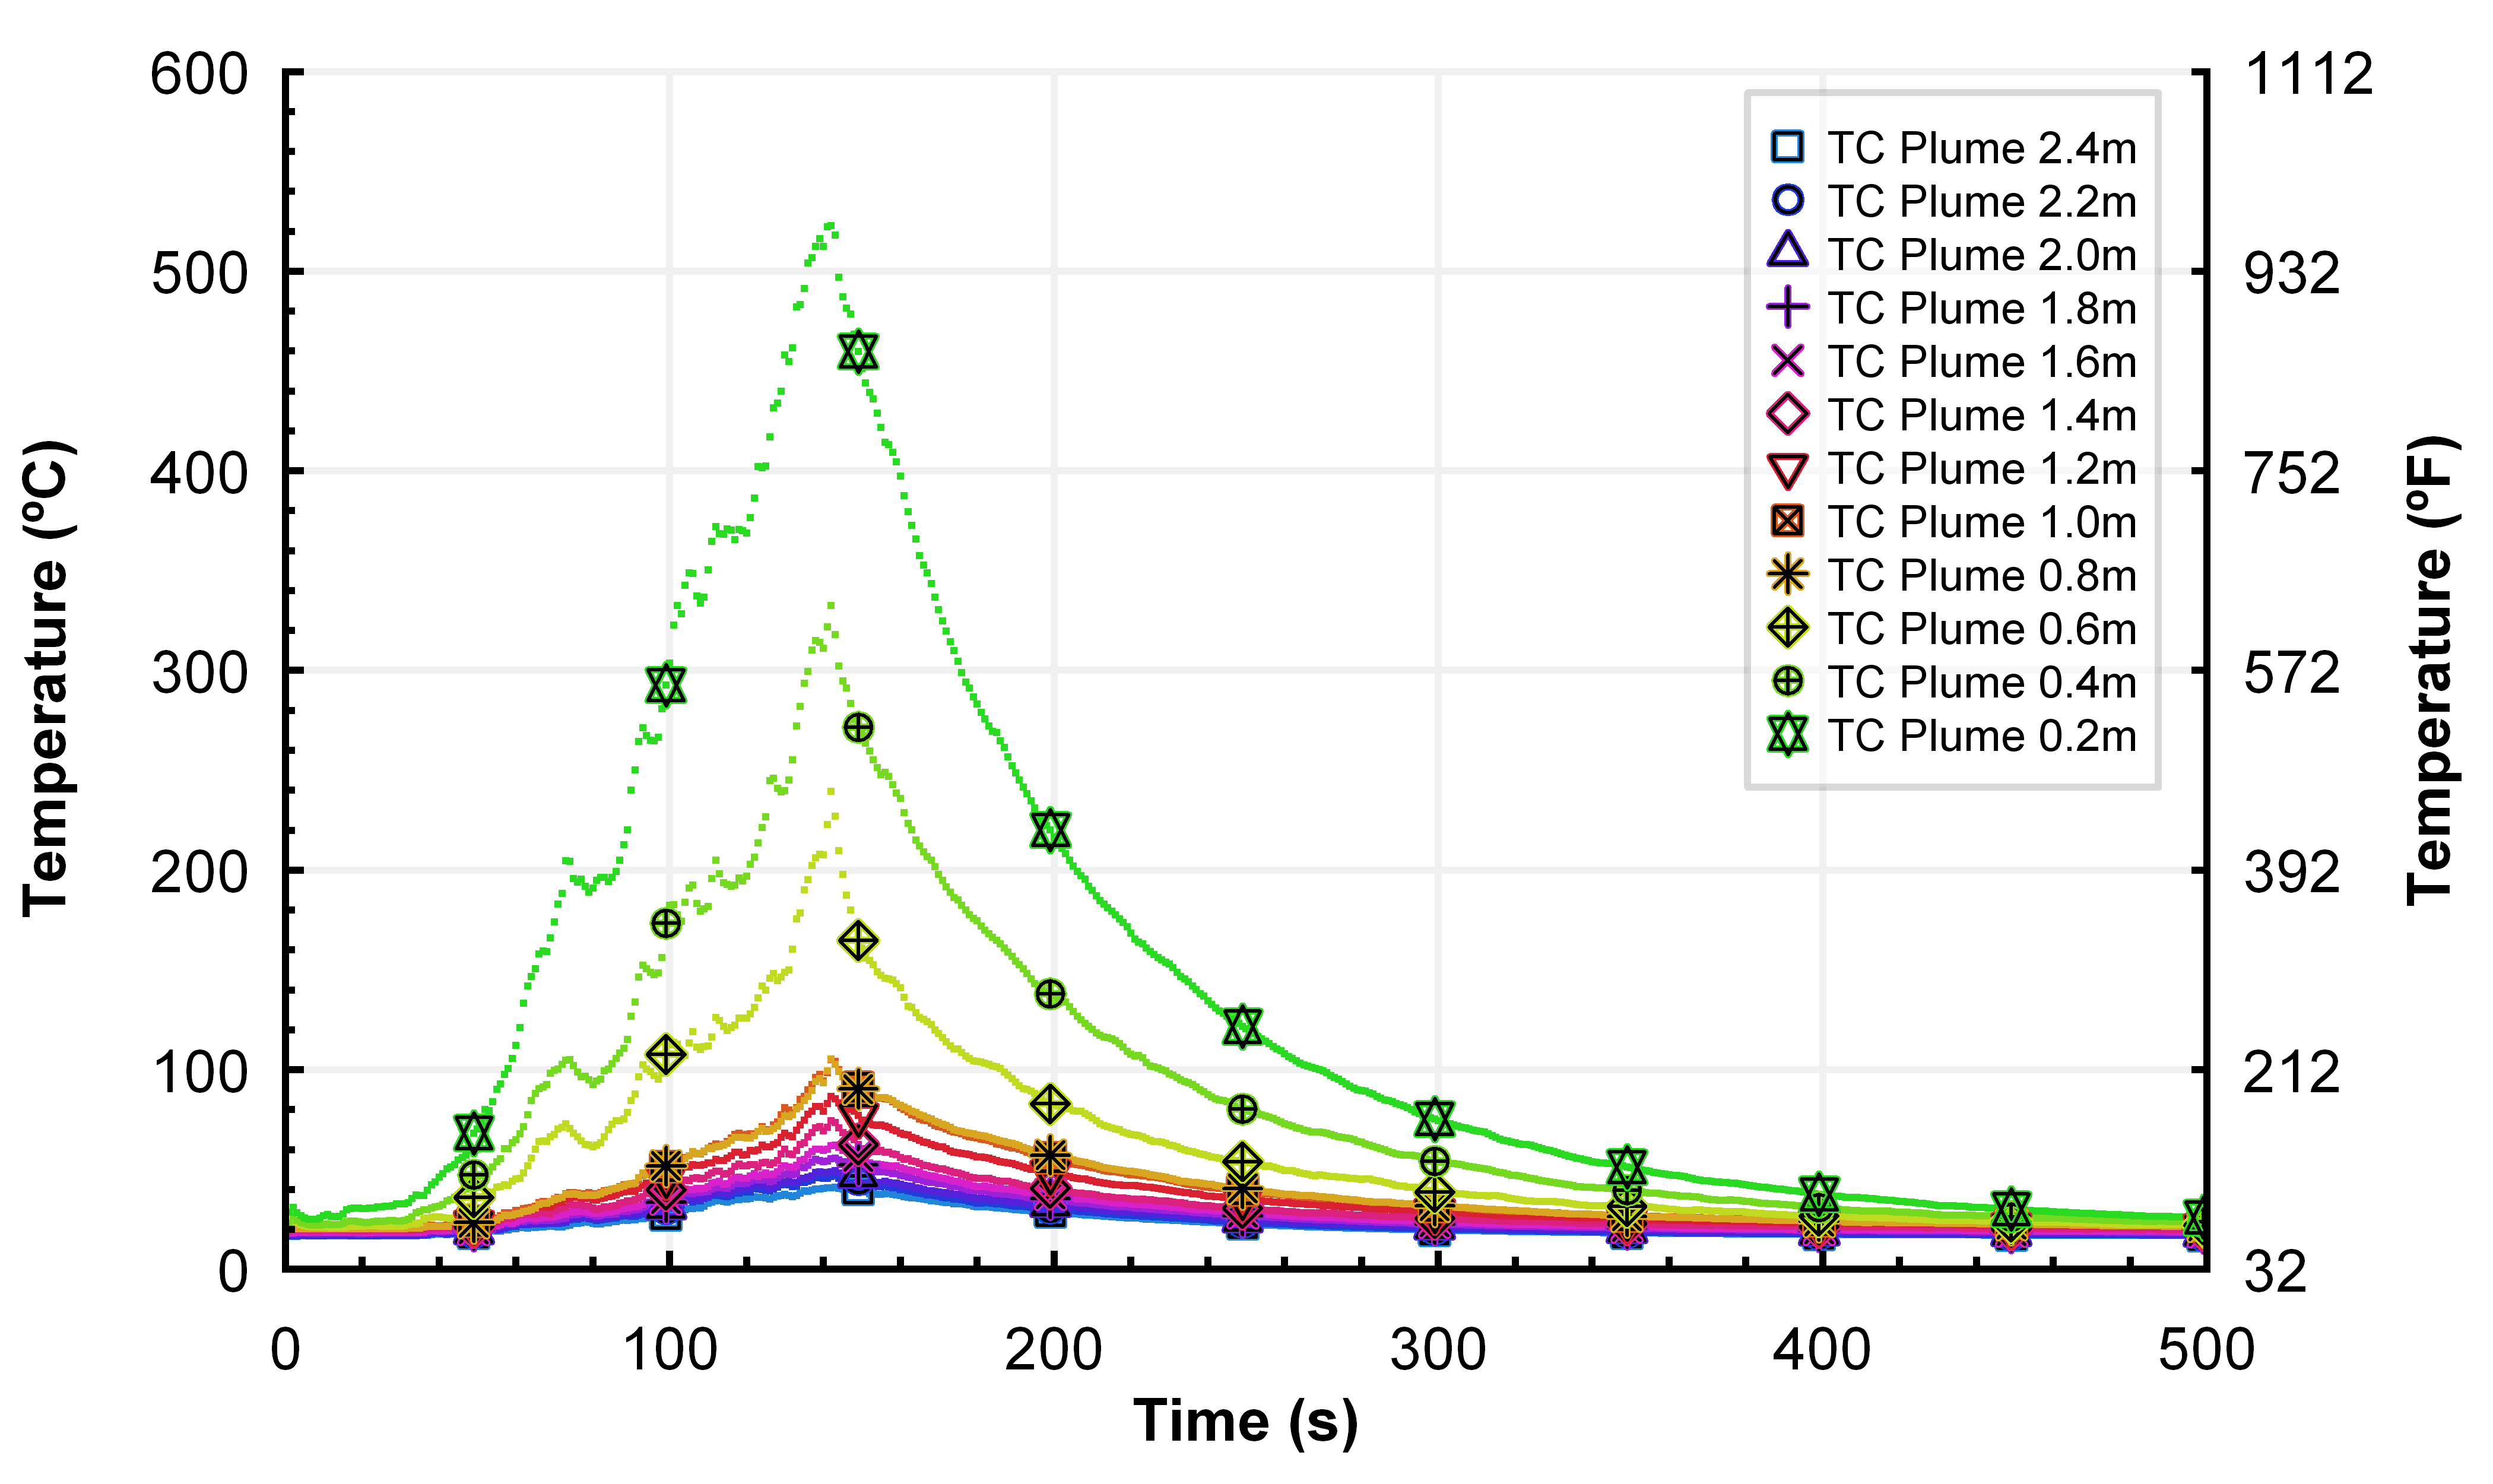 600
500
400
300
200
100
0
Temperature (ºC)
1112
932
752
572
392
212
32
Temperature (ºF)
TC Plume 2.4m
TC Plume 2.2m
TC Plume 2.0m
TC Plume 1.8m
TC Plume 1.6m
TC Plume 1.4m
TC Plume 1.2m
TC Plume 1.0m
TC Plume 0.8m
TC Plume 0.6m
TC Plume 0.4m
TC Plume 0.2m
0 100 200 300 400 500
Time (s)